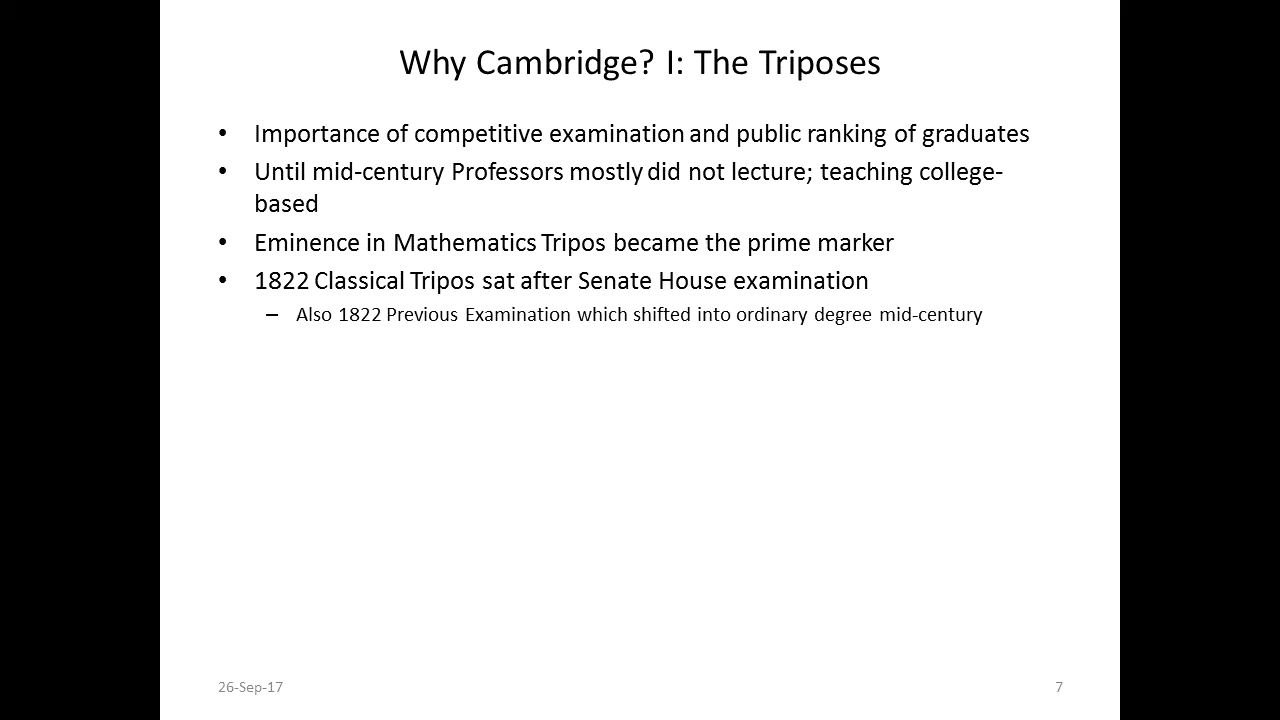 Why Cambridge? I: The Triposes
• Importance of competitive examination and public ranking of graduates
• Until mid-century Professors mostly did not lecture; teaching college-
based
• Eminence in Mathematics Tripos became the prime marker
• 1822 Classical Tripos sat after Senate House examination
– Also 1822 Previous Examination which shifted into ordinary degree mid-century
26-Sep-17
7